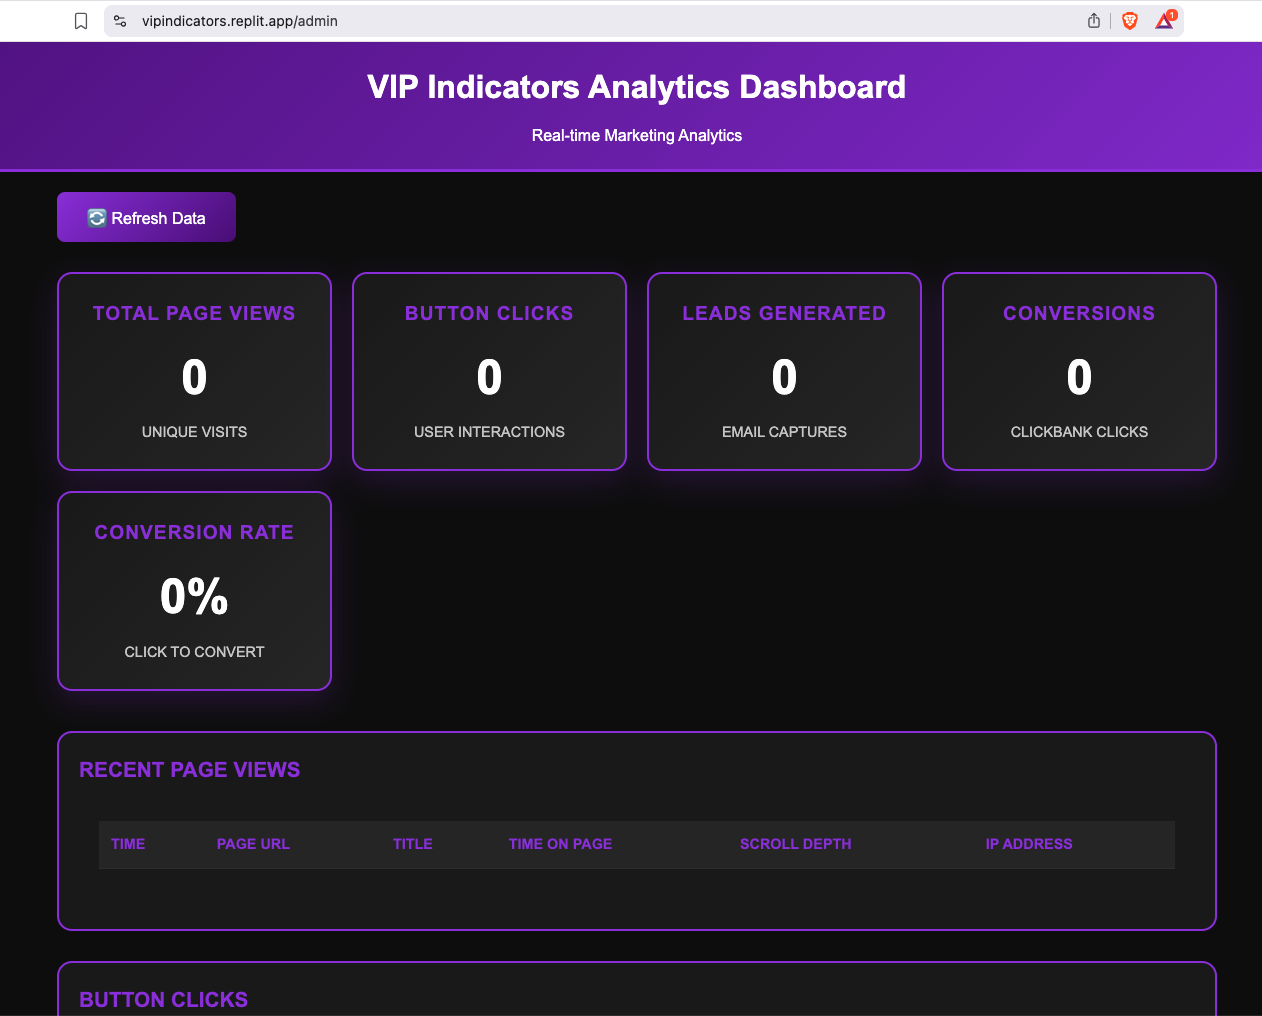 vipindicators.replit.app/admin
1
VIP Indicators Analytics Dashboard
Real-time Marketing Analytics
Refresh Data
TOTAL PAGE VIEWS
0
UNIQUE VISITS
BUTTON CLICKS
0
USER INTERACTIONS
LEADS GENERATED
0
EMAIL CAPTURES
CONVERSIONS
0
CLICKBANK CLICKS
CONVERSION RATE
0%
CLICK TO CONVERT
RECENT PAGE VIEWS
TIME PAGE URL TITLE TIME ON PAGE SCROLL DEPTH IP ADDRESS
BUTTON CLICKS